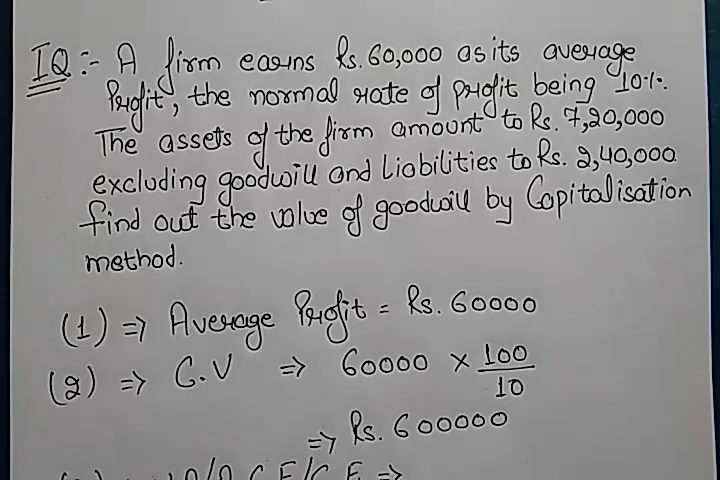 IQ :- A firm earns Rs. 60,000 as its average
Profit, the normal rate of profit being 10%.
The assets of the firm amount to Rs. 7,20,000
excluding goodwill and Liabilities to Rs. 2,40,000
find out the value of goodwill by Capitalisation
method.
(1) => Average Profit = Rs. 60000
(2) => C.V => 60000 × 100/10
=> Rs. 600000
C.E/C.E =>